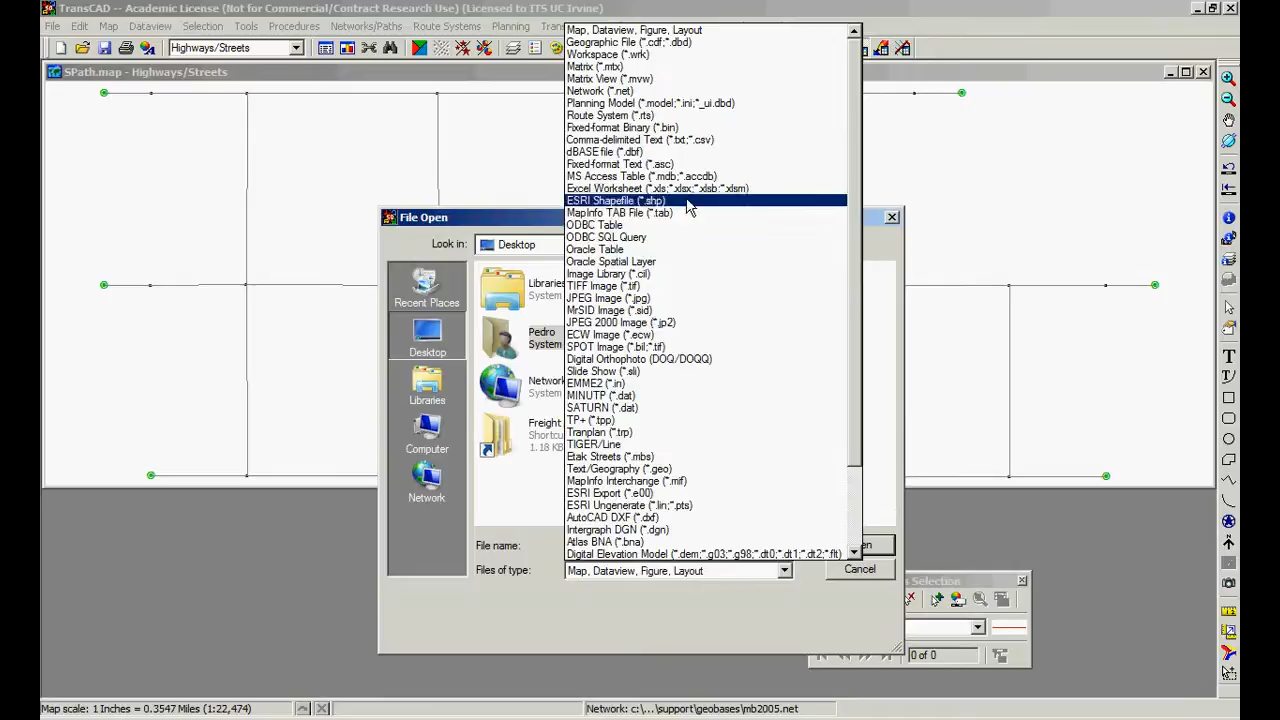 TransCAD - Academic License (Not for Commercial/Contract Research Use) (Licensed to ITS UC Irvine)
File Edit Map Dataview Selection Tools Procedures Networks/Paths Route Systems Planning
Highways/Streets
SPath.map - Highways/Streets
Map, Dataview, Figure, Layout
Geographic File (*.cdf;*.dbd)
Workspace (*.wrk)
Matrix (*.mtx)
Matrix View (*.mvw)
Network (*.net)
Planning Model (*.model;*.ini;*_ui.dbd)
Route System (*.rts)
Fixed-format Binary (*.bin)
Comma-delimited Text (*.txt;*.csv)
dBASE file (*.dbf)
Fixed-format Text (*.asc)
MS Access Table (*.mdb;*.accdb)
Excel Worksheet (*.xls;*.xlsx;*.xlsb:*.xlsm)
ESRI Shapefile (*.shp)
MapInfo TAB File (*.tab)
ODBC Table
ODBC SQL Query
Oracle Table
Oracle Spatial Layer
Image Library (*.cil)
TIFF Image (*.tif)
JPEG Image (*.jpg)
MrSID Image (*.sid)
JPEG 2000 Image (*.jp2)
ECW Image (*.ecw)
SPOT Image (*.bil;*.tif)
Digital Orthophoto (DOQ/DOQQ)
Slide Show (*.sli)
EMME2 (*.in)
MINUTP (*.dat)
SATURN (*.dat)
TP+ (*.tpp)
Tranplan (*.trp)
TIGER/Line
Etak Streets (*.mbs)
Text/Geography (*.geo)
MapInfo Interchange (*.mif)
ESRI Export (*.e00)
ESRI Ungenerate (*.lin;*.pts)
AutoCAD DXF (*.dxf)
Intergraph DGN (*.dgn)
Atlas BNA (*.bna)
Digital Elevation Model (*.dem;*.g03;*.g98,*.dt0;*.dt1;*.dt2;*.flt)
File Open
Look in: Desktop
Recent Places
Desktop
Libraries
Computer
Network
Libraries
System
Pedro
System
Network
System
Freight
Shortcu
1.18 KB
File name:
Files of type: Map, Dataview, Figure, Layout
Cancel
Selection
0 of 0
Map scale: 1 Inches = 0.3547 Miles (1:22,474)
Network: c:\...\support\geobases\mb2005.net